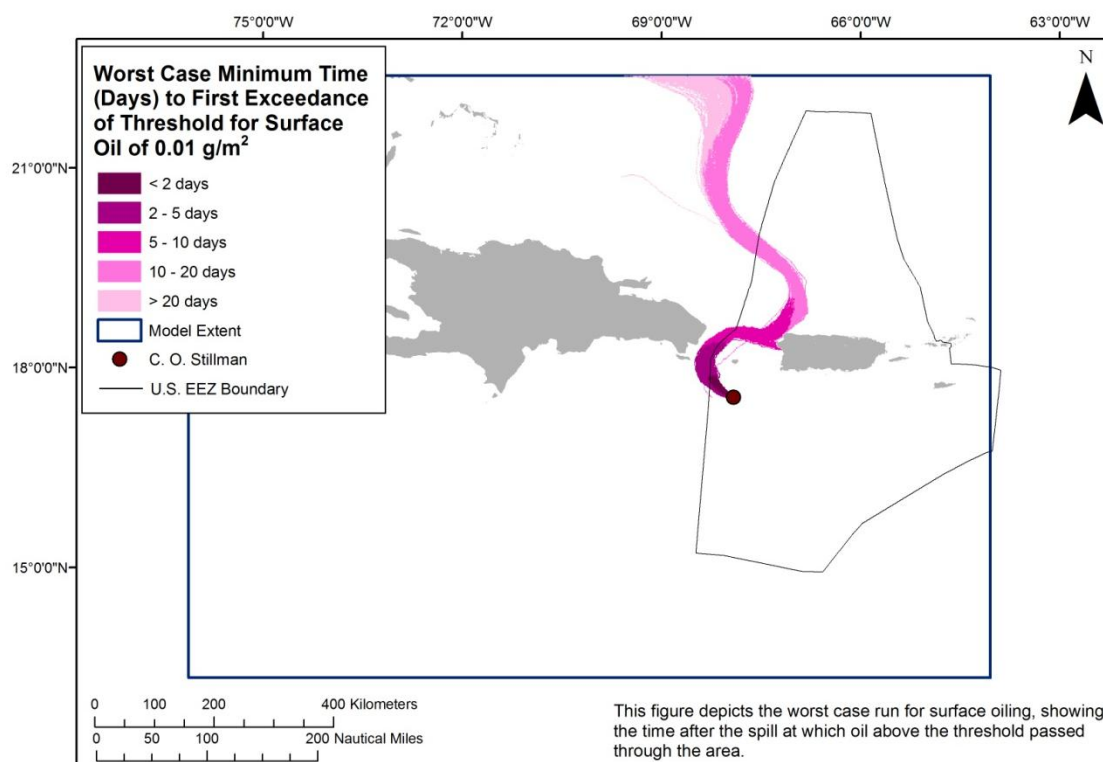 75°0'0"W 72°0'0"W 69°0'0"W 66°0'0"W 63°0'0"W
N
Worst Case Minimum Time
(Days) to First Exceedance
of Threshold for Surface
Oil of 0.01 g/m²
< 2 days
2 - 5 days
5 - 10 days
10 - 20 days
> 20 days
Model Extent
C. O. Stillman
U.S. EEZ Boundary
21°0'0"N
18°0'0"N
15°0'0"N
0 100 200 400 Kilometers
0 50 100 200 Nautical Miles
This figure depicts the worst case run for surface oiling, showing
the time after the spill at which oil above the threshold passed
through the area.